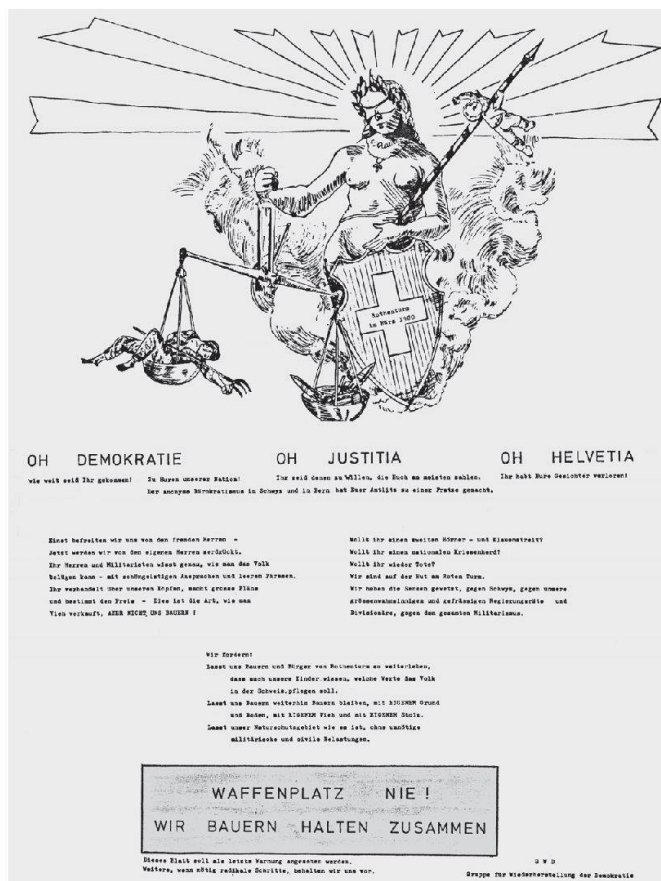 Rothenturm
im März 1980
OH DEMOKRATIE
wie weit seid Ihr gekommen! Zu Huren unserer Nation!
OH JUSTITIA
Ihr seid denen zu Willen, die Euch am meisten zahlen.
OH HELVETIA
Ihr habt Eure Gesichter verloren!
Der anonyme Bürokratismus in Schwyz und in Bern hat Euer Antlitz zu einer Fratze gemacht.
Einst befreiten wir uns von den fremden Herren -
Jetzt werden wir von den eigenen Herren zerdrückt.
Ihr Herren und Militaristen wisst genau, wie man das Volk
belügen kann - mit schöngeistigen Ansprachen und leeren Phrasen.
Ihr verhandelt über unseren Köpfen, macht grosse Pläne
und bestimmt den Preis - Dies ist die Art, wie man
Vieh verkauft, ABER NICHT UNS BAUERN !
Wollt ihr einen zweiten Hörner - und Klauenstreit?
Wollt ihr einen nationalen Krisenherd?
Wollt ihr wieder Tote?
Wir sind auf der Hut am Roten Turm.
Wir haben die Sensen gewetzt, gegen Schwyz, gegen unsere
grössenwahnsinnigen und gefrässigen Regierungsräte und
Divisionäre, gegen den gesamten Militarismus.
Wir fordern!
Lasst uns Bauern und Bürger von Rothenturm so weiterleben,
dass auch unsere Kinder wissen, welche Werte das Volk
in der Schweiz pflegen soll.
Lasst uns Bauern weiterhin Bauern bleiben, mit EIGENEM Grund
und Boden, mit EIGENEM Vieh und mit EIGENEM Stolz.
Lasst unser Naturschutzgebiet wie es ist, ohne unnötige
militärische und zivile Belastungen.
WAFFENPLATZ NIE !
WIR BAUERN HALTEN ZUSAMMEN
Dieses Blatt soll als letzte Warnung angesehen werden.
Weitere, wenn nötig radikale Schritte, behalten wir uns vor.
G W D
Gruppe für Wiederherstellung der Demokratie